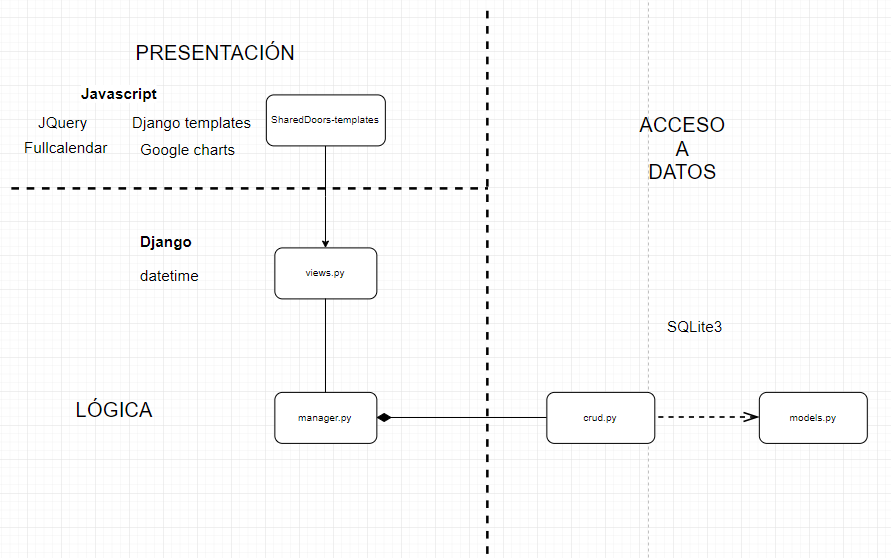 PRESENTACIÓN
Javascript
JQuery
Django templates
Fullcalendar
Google charts
SharedDoors-templates
ACCESO
A
DATOS
Django
datetime
views.py
SQLite3
LÓGICA
manager.py
crud.py
models.py